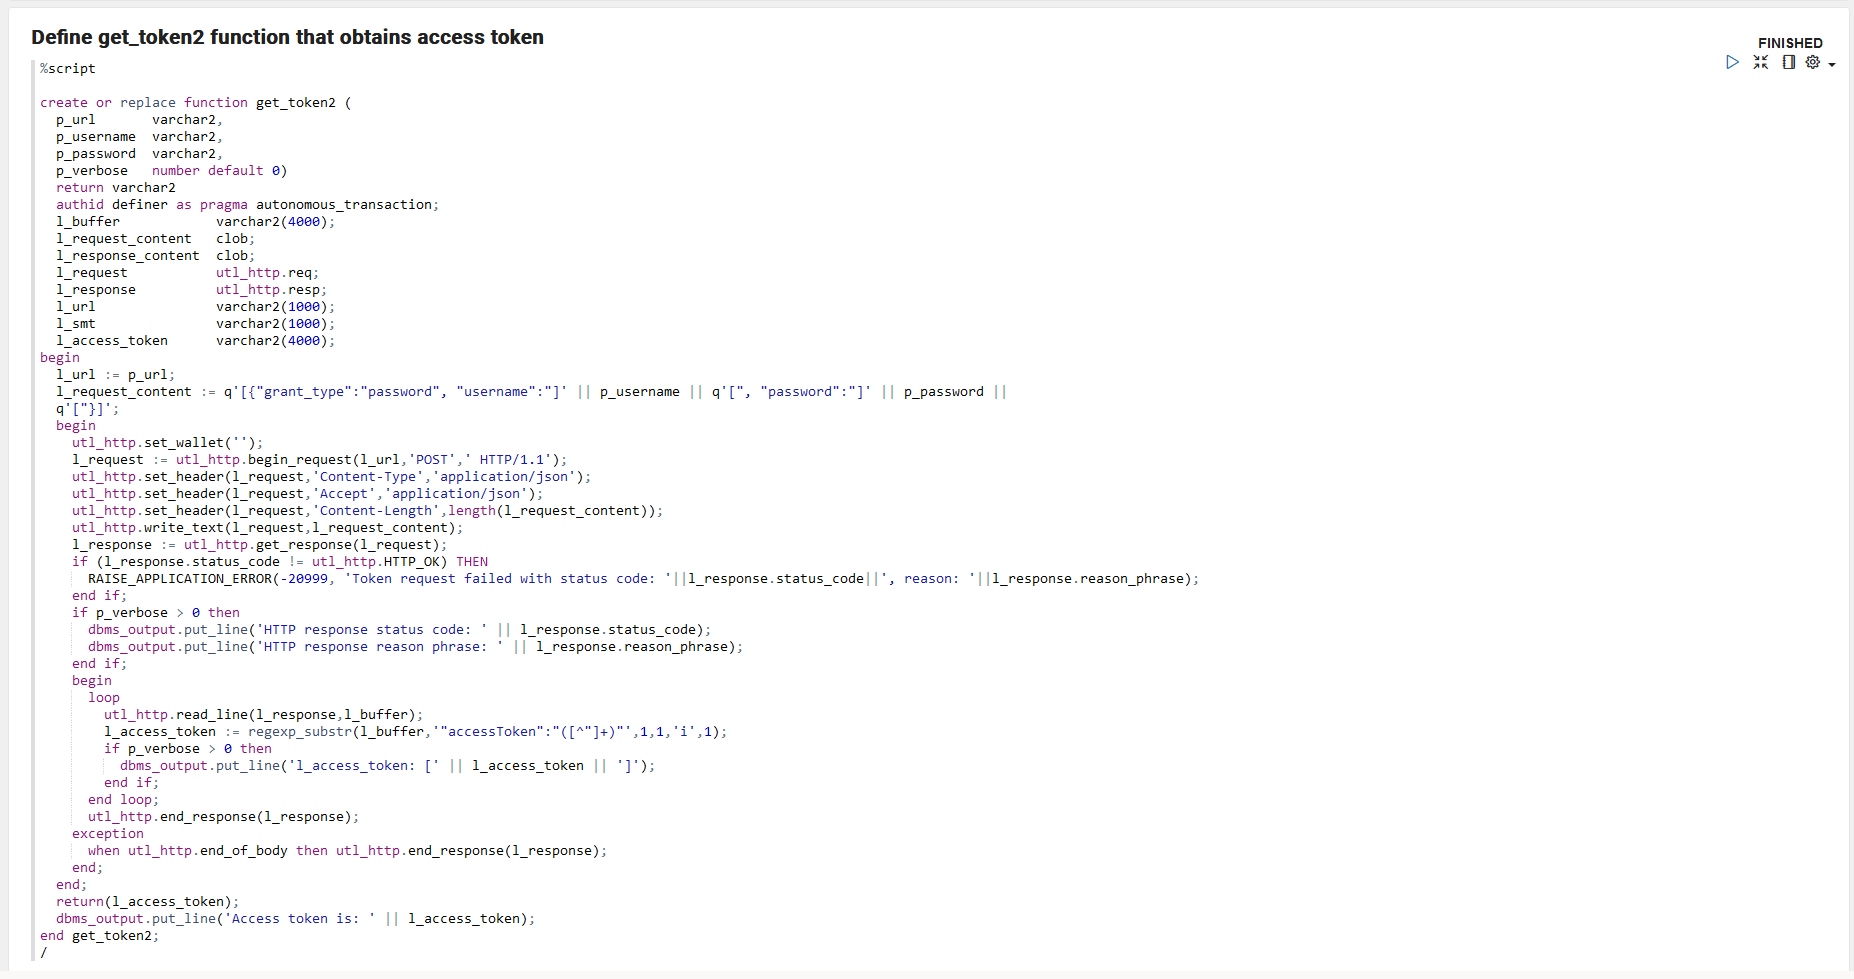 Define get_token2 function that obtains access token
FINISHED
%script
create or replace function get_token2 (
  p_url       varchar2,
  p_username  varchar2,
  p_password  varchar2,
  p_verbose   number default 0)
  return varchar2
  authid definer as pragma autonomous_transaction;
  l_buffer            varchar2(4000);
  l_request_content   clob;
  l_response_content  clob;
  l_request           utl_http.req;
  l_response          utl_http.resp;
  l_url               varchar2(1000);
  l_smt               varchar2(1000);
  l_access_token      varchar2(4000);
begin
  l_url := p_url;
  l_request_content := q'[{"grant_type":"password", "username":"]' || p_username || q'[", "password":"]' || p_password ||
  q'["}]';
  begin
    utl_http.set_wallet('');
    l_request := utl_http.begin_request(l_url,'POST',' HTTP/1.1');
    utl_http.set_header(l_request,'Content-Type','application/json');
    utl_http.set_header(l_request,'Accept','application/json');
    utl_http.set_header(l_request,'Content-Length',length(l_request_content));
    utl_http.write_text(l_request,l_request_content);
    l_response := utl_http.get_response(l_request);
    if (l_response.status_code != utl_http.HTTP_OK) THEN
      RAISE_APPLICATION_ERROR(-20999, 'Token request failed with status code: '||l_response.status_code||', reason: '||l_response.reason_phrase);
    end if;
    if p_verbose > 0 then
      dbms_output.put_line('HTTP response status code: ' || l_response.status_code);
      dbms_output.put_line('HTTP response reason phrase: ' || l_response.reason_phrase);
    end if;
    begin
      loop
        utl_http.read_line(l_response,l_buffer);
        l_access_token := regexp_substr(l_buffer,'"accessToken":"([^"]+)"',1,1,'i',1);
        if p_verbose > 0 then
          dbms_output.put_line('l_access_token: [' || l_access_token || ']');
        end if;
      end loop;
      utl_http.end_response(l_response);
    exception
      when utl_http.end_of_body then utl_http.end_response(l_response);
    end;
  end;
  return(l_access_token);
  dbms_output.put_line('Access token is: ' || l_access_token);
end get_token2;
/